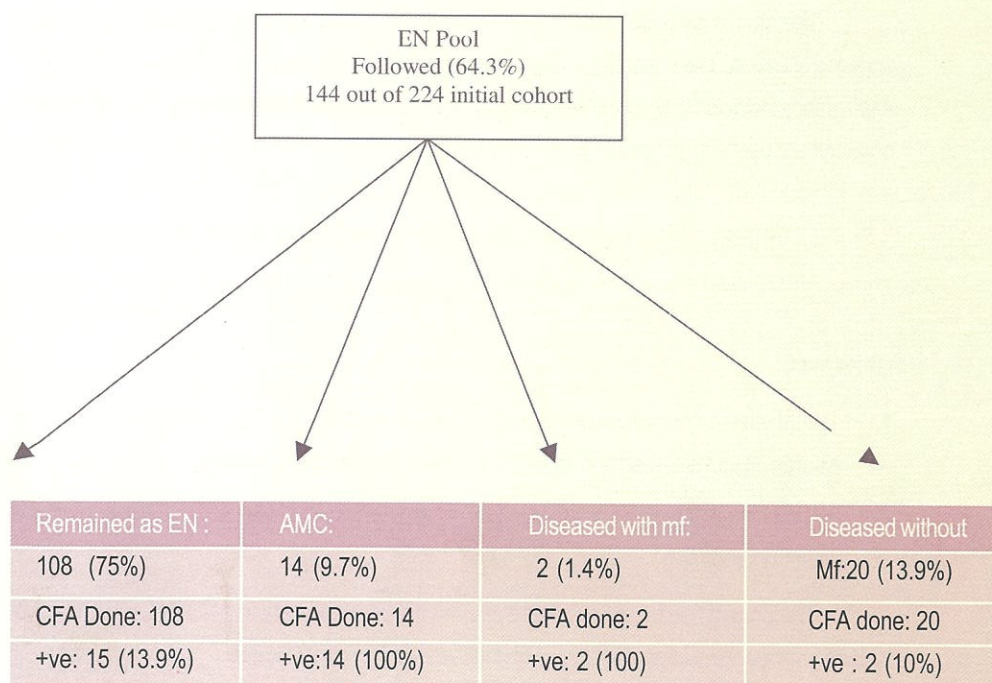 EN Pool
Followed (64.3%)
144 out of 224 initial cohort
Remained as EN : AMC: Diseased with mf: Diseased without
108 (75%) 14 (9.7%) 2 (1.4%) Mf:20 (13.9%)
CFA Done: 108 CFA Done: 14 CFA done: 2 CFA done: 20
+ve: 15 (13.9%) +ve:14 (100%) +ve: 2 (100) +ve : 2 (10%)